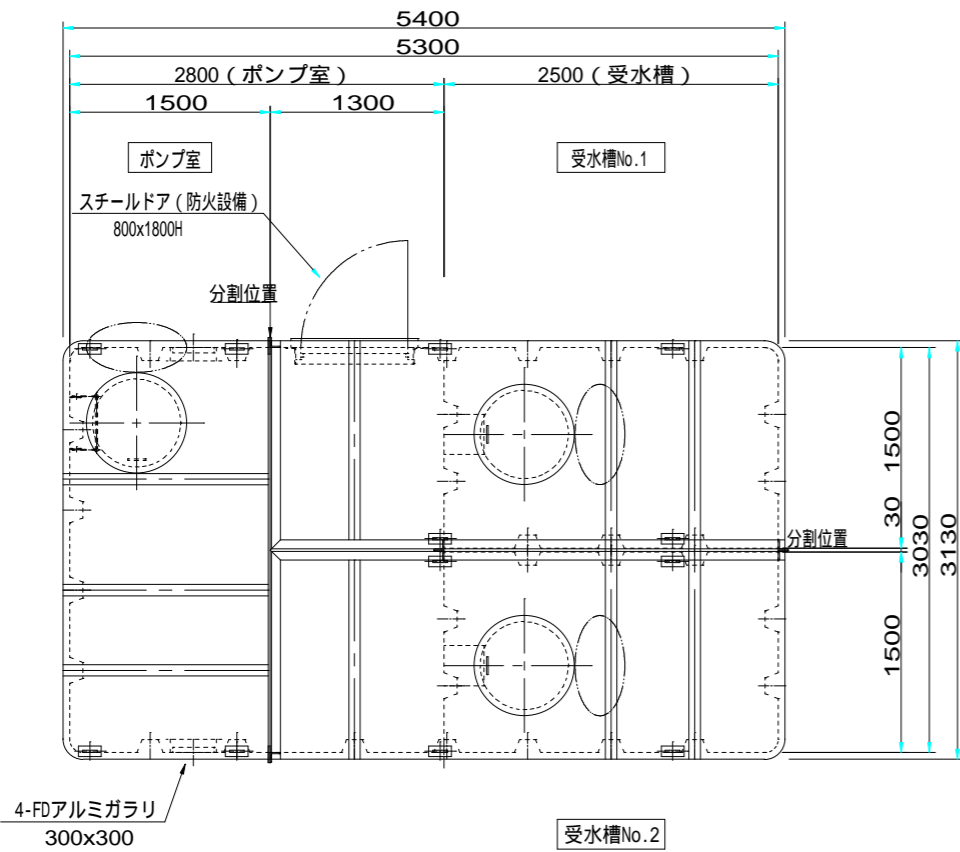 5400
5300
2800（ポンプ室）
2500（受水槽）
1500
1300
ポンプ室
受水槽No.1
スチールドア（防火設備）
800x1800H
分割位置
1500
30
3030
3130
分割位置
1500
4-FDアルミガラリ
300x300
受水槽No.2